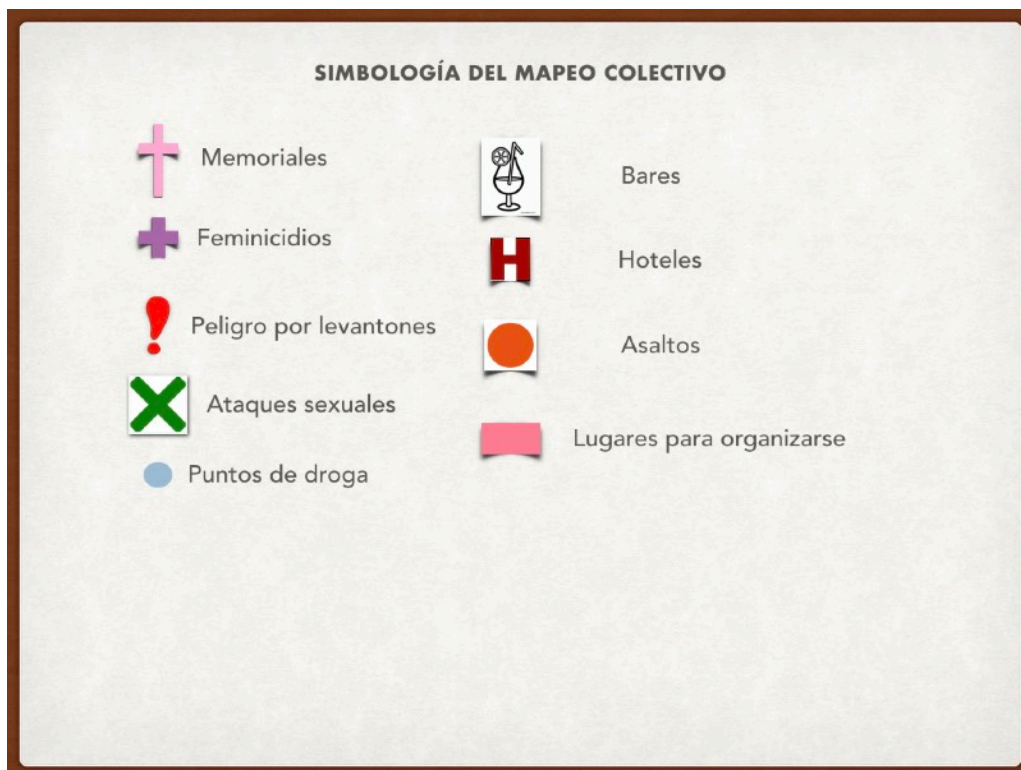 SIMBOLOGÍA DEL MAPEO COLECTIVO
Memoriales
Feminicidios
Peligro por levantones
Ataques sexuales
Puntos de droga
Bares
H
Hoteles
Asaltos
Lugares para organizarse